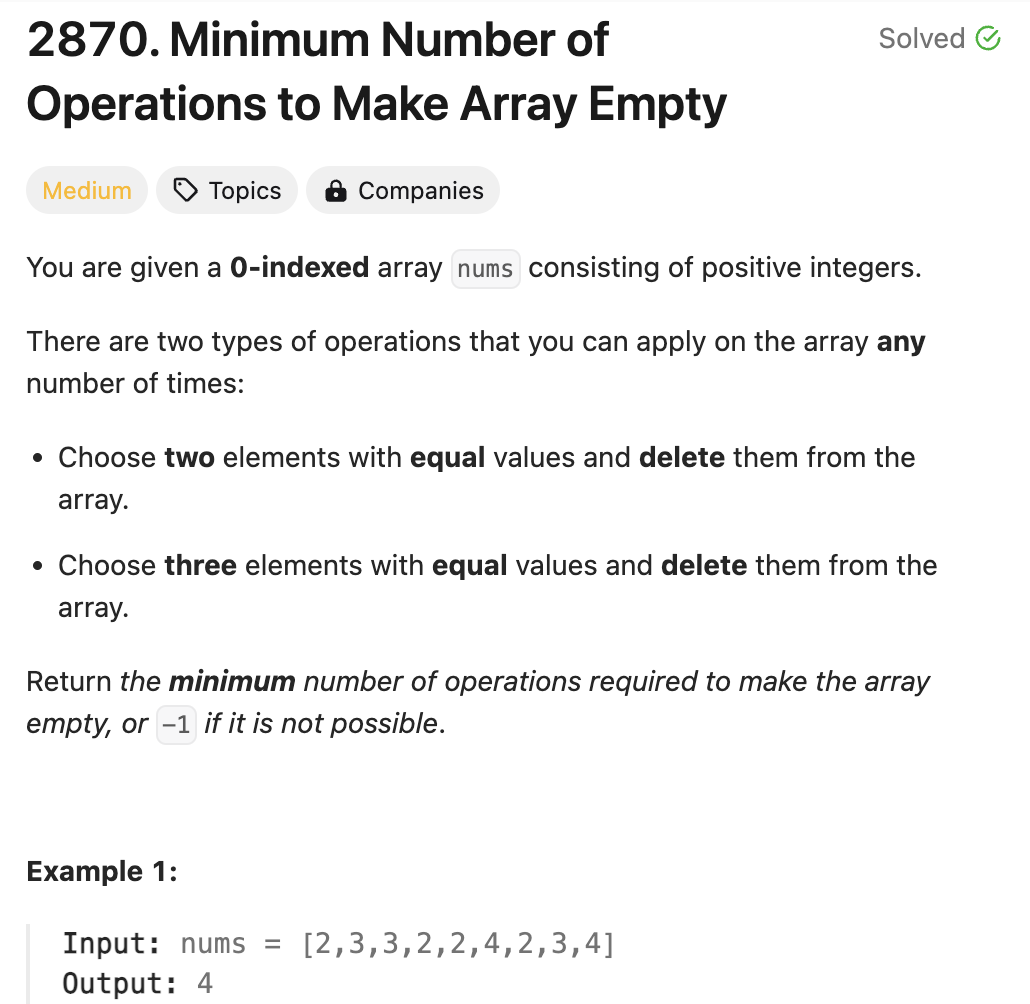 2870. Minimum Number of
Solved
Operations to Make Array Empty
Medium
Topics
Companies
You are given a 0-indexed array nums consisting of positive integers.
There are two types of operations that you can apply on the array any
number of times:
• Choose two elements with equal values and delete them from the
array.
• Choose three elements with equal values and delete them from the
array.
Return the minimum number of operations required to make the array
empty, or -1 if it is not possible.
Example 1:
Input: nums = [2,3,3,2,2,4,2,3,4]
Output: 4